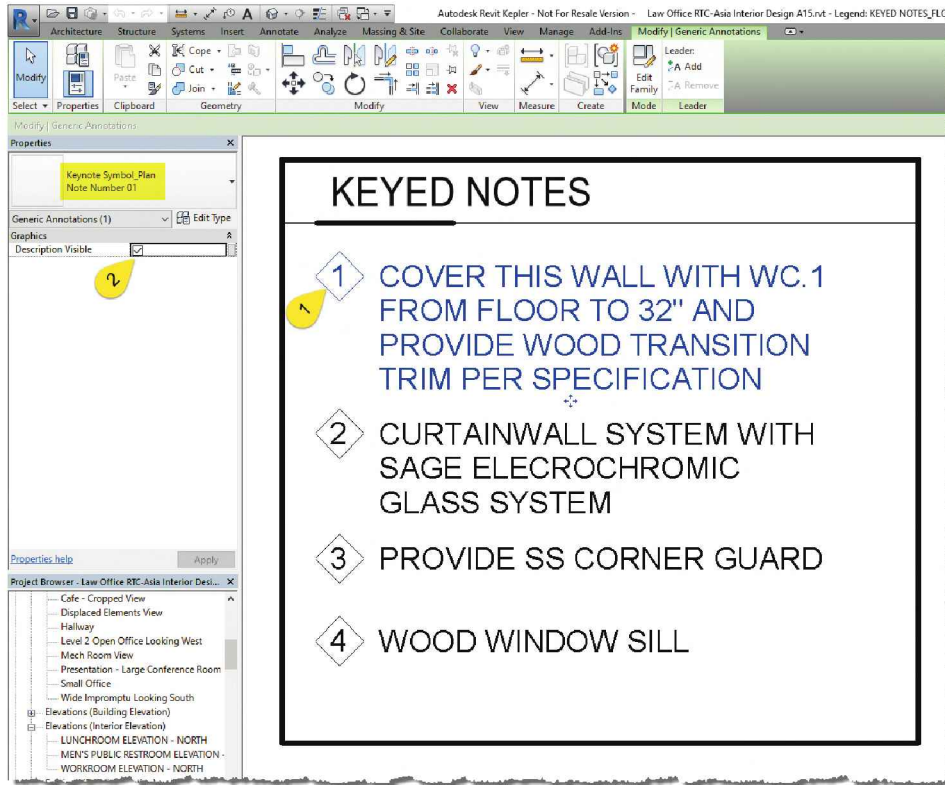 Autodesk Revit Kepler - Not For Resale Version - Law Office RTC-Asia Interior Design A15.rvt - Legend: KEYED NOTES_FLO
Architecture Structure Systems Insert Annotate Analyze Massing & Site Collaborate View Manage Add-Ins Modify | Generic Annotations
Modify
Paste
Cope
Cut
Join
Edit Family
Leader:
Add
Remove
Select Properties Clipboard Geometry Modify View Measure Create Mode Leader
Modify | Generic Annotations
Properties
Keynote Symbol_Plan
Note Number 01
Generic Annotations (1) Edit Type
Graphics
Description Visible
2
Properties help Apply
Project Browser - Law Office RTC-Asia Interior Desi...
Cafe - Cropped View
Displaced Elements View
Hallway
Level 2 Open Office Looking West
Mech Room View
Presentation - Large Conference Room
Small Office
Wide Impromptu Looking South
Elevations (Building Elevation)
Elevations (Interior Elevation)
LUNCHROOM ELEVATION - NORTH
MEN'S PUBLIC RESTROOM ELEVATION -
WORKROOM ELEVATION - NORTH
KEYED NOTES
1 COVER THIS WALL WITH WC.1
1 FROM FLOOR TO 32" AND
PROVIDE WOOD TRANSITION
TRIM PER SPECIFICATION
2 CURTAINWALL SYSTEM WITH
SAGE ELECROCHROMIC
GLASS SYSTEM
3 PROVIDE SS CORNER GUARD
4 WOOD WINDOW SILL